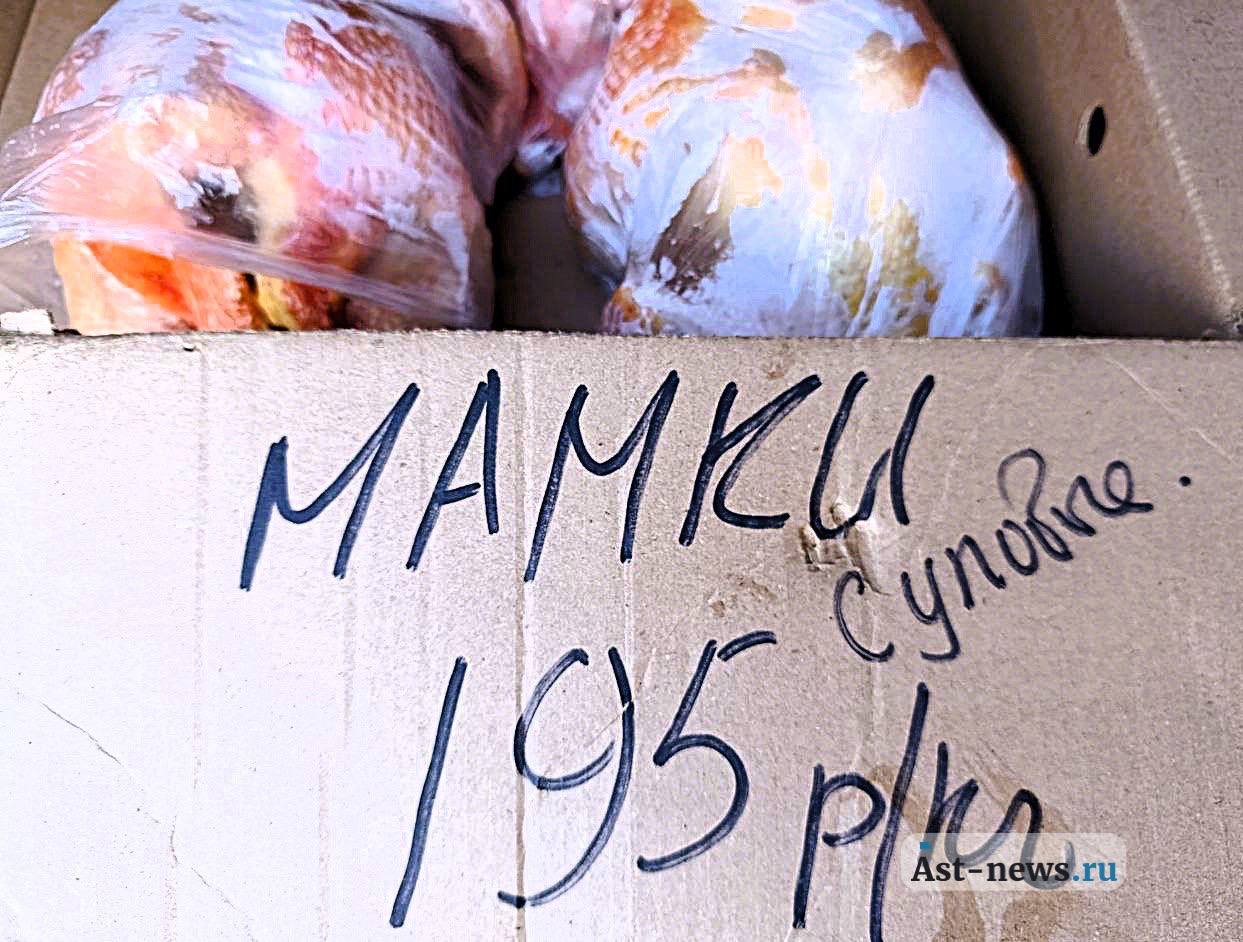 МАМКИ
суповые.
195 р/кг
Ast-news.ru